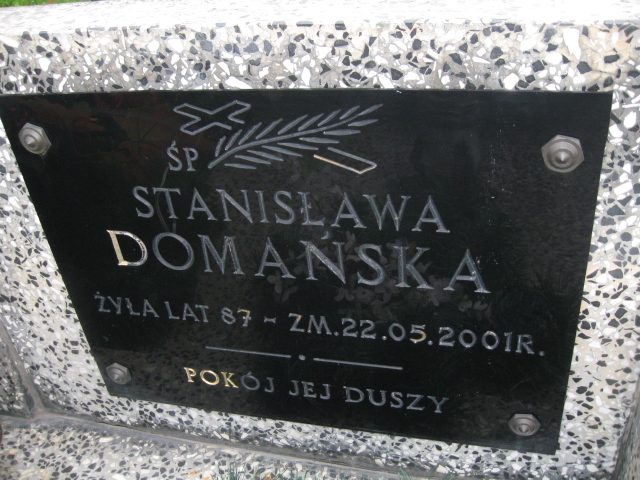 ŚP
STANISŁAWA
DOMAŃSKA
ŻYŁA LAT 87 - ZM. 22.05.2001R.
POKÓJ JEJ DUSZY